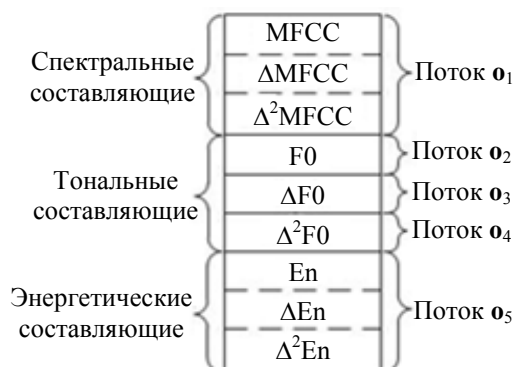 MFCC
Спектральные
составляющие
ΔMFCC
Поток o₁
Δ²MFCC
F0
Поток o₂
Тональные
составляющие
ΔF0
Поток o₃
Δ²F0
Поток o₄
En
Энергетические
составляющие
ΔEn
Поток o₅
Δ²En